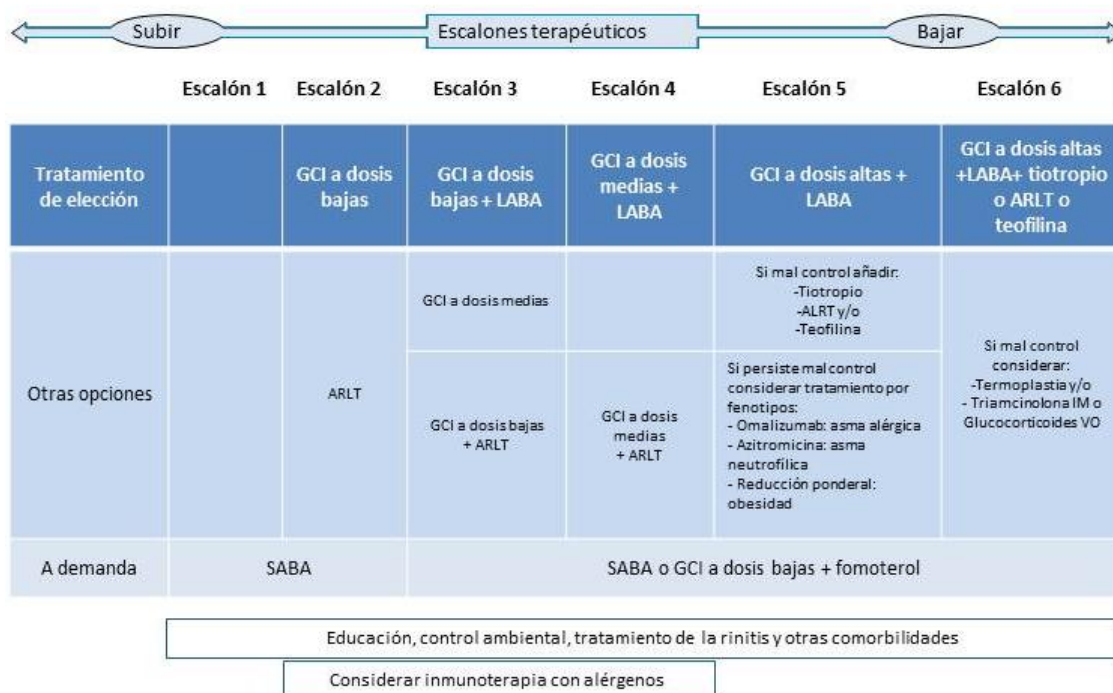 Subir
Escalones terapéuticos
Bajar
Escalón 1
Escalón 2
Escalón 3
Escalón 4
Escalón 5
Escalón 6
Tratamiento
de elección
GCI a dosis
bajas
GCI a dosis
bajas + LABA
GCI a dosis
medias +
LABA
GCI a dosis altas +
LABA
GCI a dosis altas
+LABA+ tiotropio
o ARLT o
teofilina
Otras opciones
ARLT
GCI a dosis medias
GCI a dosis bajas
+ ARLT
GCI a dosis
medias
+ ARLT
Si mal control añadir:
-Tiotropio
-ALRT y/o
-Teofilina
Si persiste mal control
considerar tratamiento por
fenotipos:
- Omalizumab: asma alérgica
- Azitromicina: asma
neutrofílica
- Reducción ponderal:
obesidad
Si mal control
considerar:
-Termoplastia y/o
- Triamcinolona IM o
Glucocorticoides VO
A demanda
SABA
SABA o GCI a dosis bajas + fomoterol
Educación, control ambiental, tratamiento de la rinitis y otras comorbilidades
Considerar inmunoterapia con alérgenos